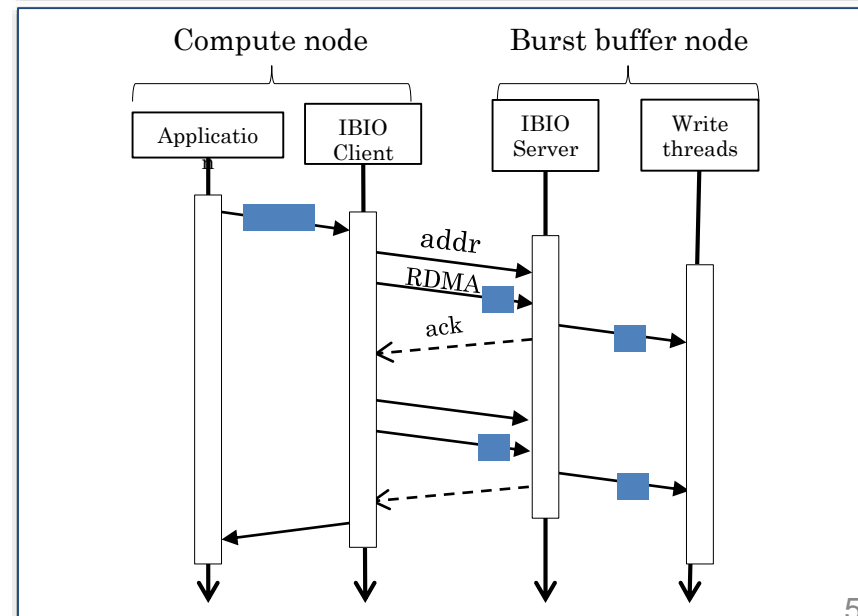 Compute node
Burst buffer node
Applicatio
n
IBIO
Client
IBIO
Server
Write
threads
addr
RDMA
ack
5